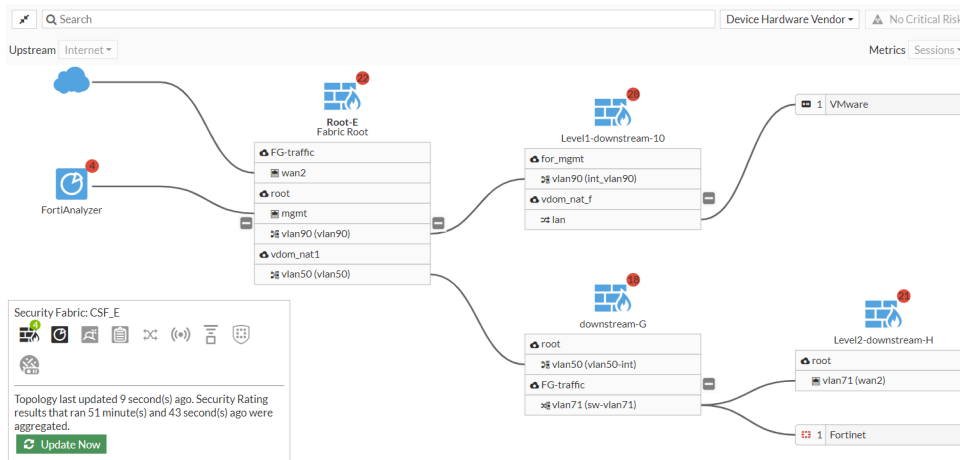 Search
Device Hardware Vendor
No Critical Risk
Upstream
Internet
Metrics
Sessions
22
Root-E
Fabric Root
FG-traffic
wan2
root
mgmt
vlan90 (vlan90)
vdom_nat1
vlan50 (vlan50)
4
FortiAnalyzer
28
Level1-downstream-10
for_mgmt
vlan90 (int_vlan90)
vdom_nat_f
lan
1 VMware
18
downstream-G
root
vlan50 (vlan50-int)
FG-traffic
vlan71 (sw-vlan71)
21
Level2-downstream-H
root
vlan71 (wan2)
1 Fortinet
Security Fabric: CSF_E
4
Topology last updated 9 second(s) ago. Security Rating
results that ran 51 minute(s) and 43 second(s) ago were
aggregated.
Update Now